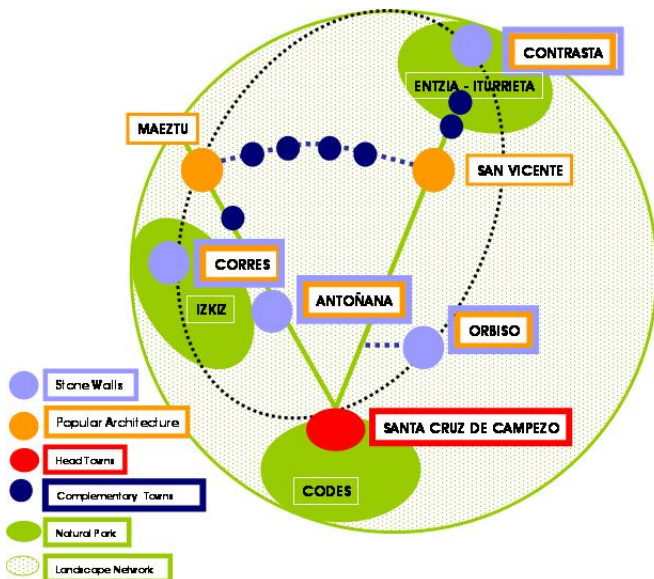 CONTRASTA
ENTZIA - ITURRIETA
MAEZTU
SAN VICENTE
CORRES
IZKIZ
ANTOÑANA
ORBISO
SANTA CRUZ DE CAMPEZO
CODES
Stone Walls
Popular Architecture
Head Towns
Complementary Towns
Natural Park
Landscape Network